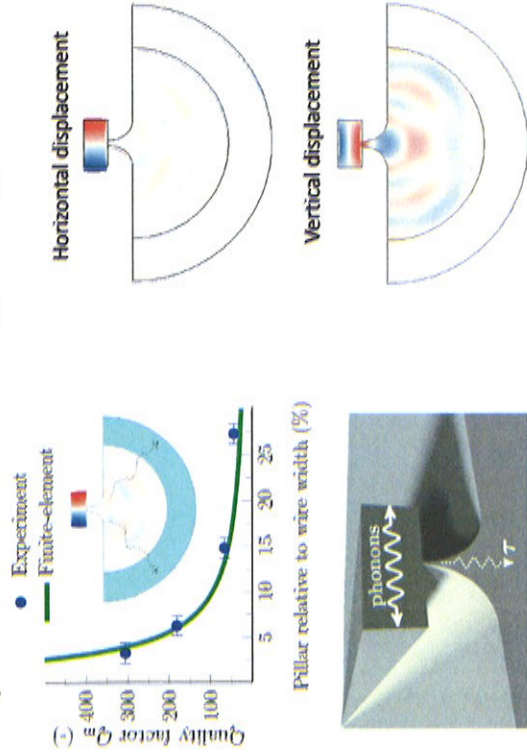 Experiment
Finite-element
Quality factor
Qm (-)
400
300
200
100
5
10
15
20
25
Pillar relative to wire width (%)
phonons
τ
Horizontal displacement
Vertical displacement